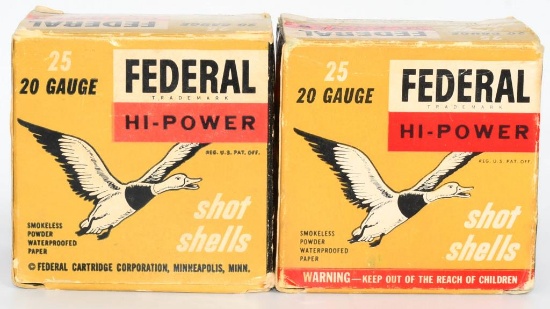 25
20 GAUGE
FEDERAL
TRADEMARK
HI-POWER
REG. U.S. PAT. OFF.
shot
shells
SMOKELESS
POWDER
WATERPROOFED
PAPER
© FEDERAL CARTRIDGE CORPORATION, MINNEAPOLIS, MINN.
25
20 GAUGE
FEDERAL
TRADEMARK
HI-POWER
REG. U.S. PAT. OFF.
shot
shells
SMOKELESS
POWDER
WATERPROOFED
PAPER
WARNING—KEEP OUT OF THE REACH OF CHILDREN